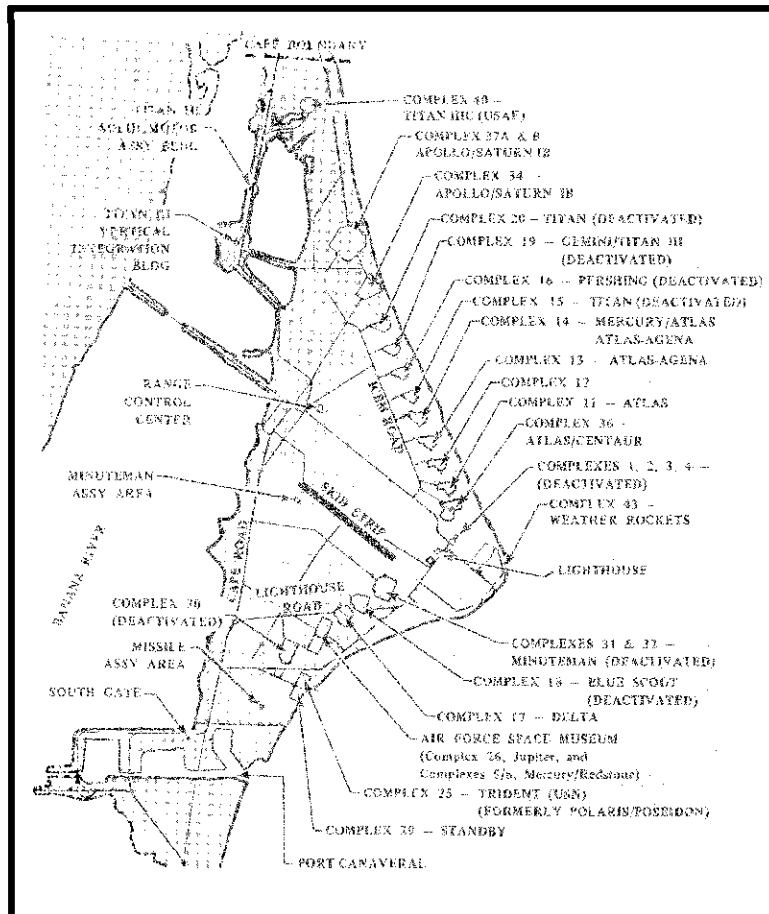 CAPE BOUNDARY
TITAN III
SOLID MOTOR
ASSY BLDG
TITAN III
VERTICAL
INTEGRATION
BLDG
RANGE
CONTROL
CENTER
MINUTEMAN
ASSY AREA
BANANA RIVER
CAPE ROAD
SKID STRIP
ICBM ROAD
LIGHTHOUSE
ROAD
COMPLEX 30
(DEACTIVATED)
MISSILE
ASSY AREA
SOUTH GATE
COMPLEX 40 –
TITAN IIIC (USAF)
COMPLEX 37A & B
APOLLO/SATURN IB
COMPLEX 34 –
APOLLO/SATURN IB
COMPLEX 20 – TITAN (DEACTIVATED)
COMPLEX 19 – GEMINI/TITAN III
(DEACTIVATED)
COMPLEX 16 – PERSHING (DEACTIVATED)
COMPLEX 15 – TITAN (DEACTIVATED)
COMPLEX 14 – MERCURY/ATLAS
ATLAS-AGENA
COMPLEX 13 – ATLAS-AGENA
COMPLEX 12
COMPLEX 11 – ATLAS
COMPLEX 36 –
ATLAS/CENTAUR
COMPLEXES 1, 2, 3, 4 –
(DEACTIVATED)
COMPLEX 43 –
WEATHER ROCKETS
LIGHTHOUSE
COMPLEXES 31 & 32 –
MINUTEMAN (DEACTIVATED)
COMPLEX 18 – BLUE SCOUT
(DEACTIVATED)
COMPLEX 17 – DELTA
AIR FORCE SPACE MUSEUM
(Complex 26, Jupiter, and
Complexes 5/6, Mercury/Redstone)
COMPLEX 25 – TRIDENT (USN)
(FORMERLY POLARIS/POSEIDON)
COMPLEX 29 – STANDBY
PORT CANAVERAL